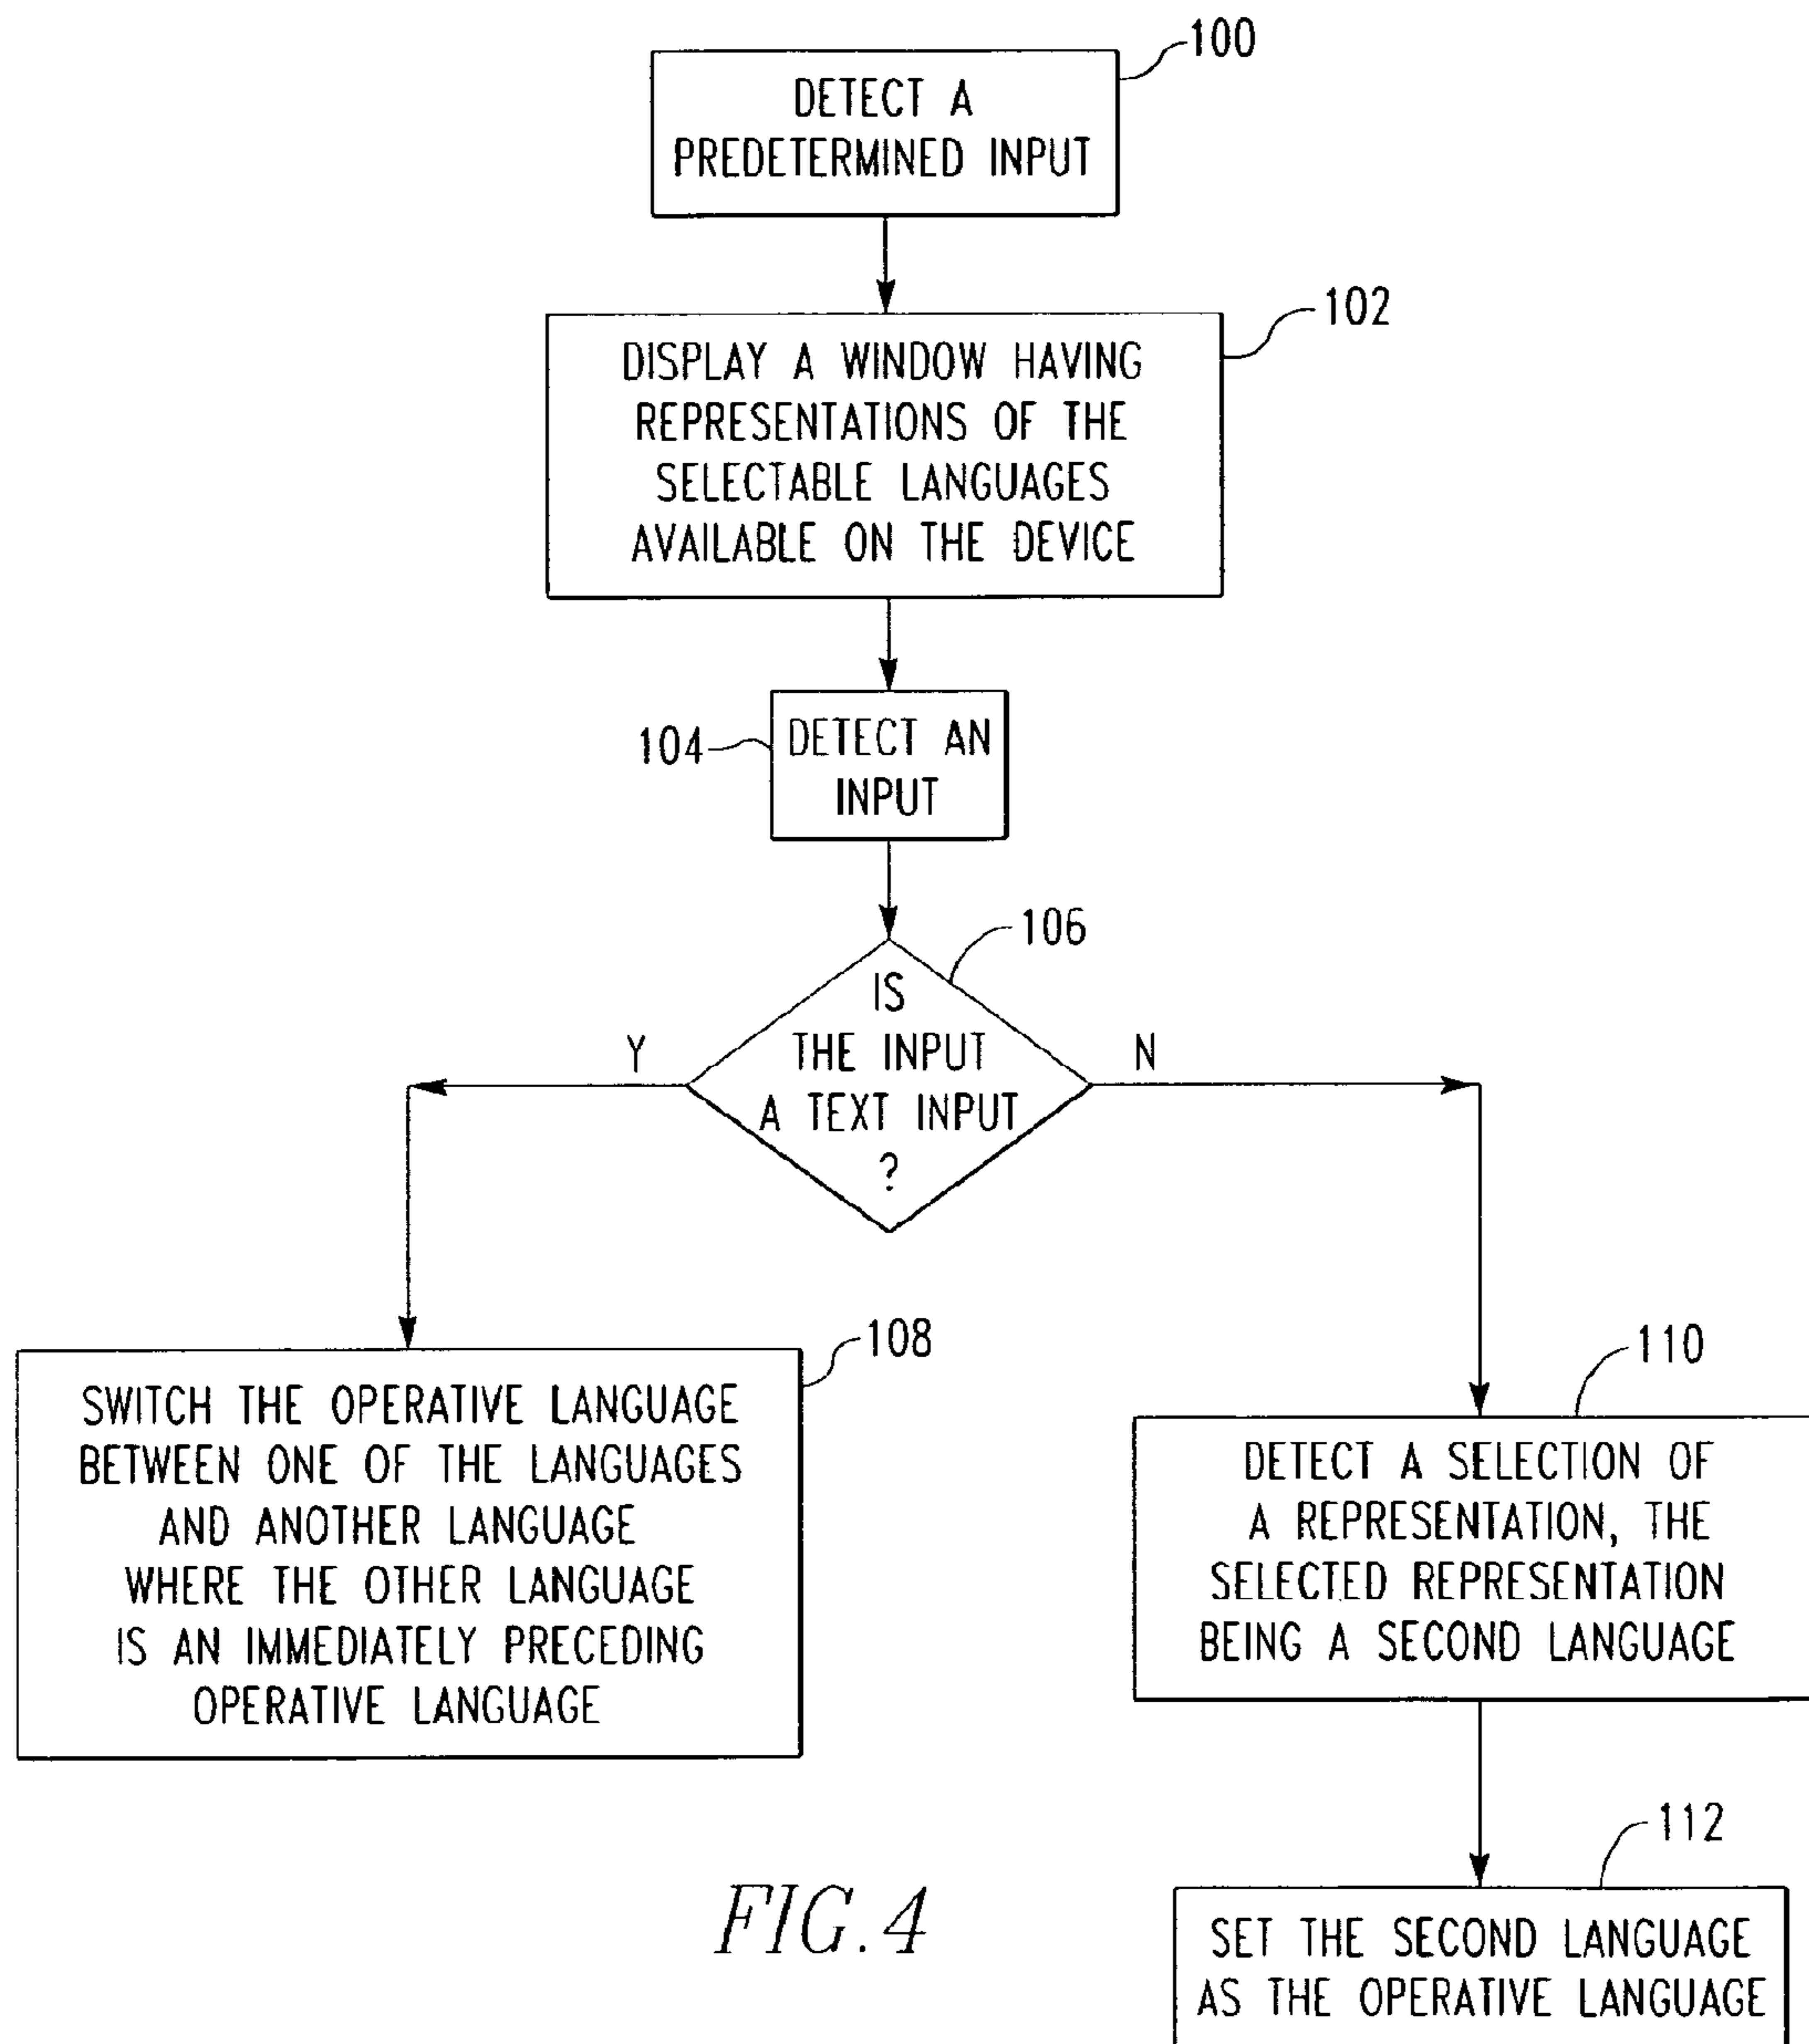 100
DETECT A
PREDETERMINED INPUT
102
DISPLAY A WINDOW HAVING
REPRESENTATIONS OF THE
SELECTABLE LANGUAGES
AVAILABLE ON THE DEVICE
104
DETECT AN
INPUT
106
IS
THE INPUT
A TEXT INPUT
?
Y
N
108
SWITCH THE OPERATIVE LANGUAGE
BETWEEN ONE OF THE LANGUAGES
AND ANOTHER LANGUAGE
WHERE THE OTHER LANGUAGE
IS AN IMMEDIATELY PRECEDING
OPERATIVE LANGUAGE
110
DETECT A SELECTION OF
A REPRESENTATION, THE
SELECTED REPRESENTATION
BEING A SECOND LANGUAGE
112
SET THE SECOND LANGUAGE
AS THE OPERATIVE LANGUAGE
FIG. 4